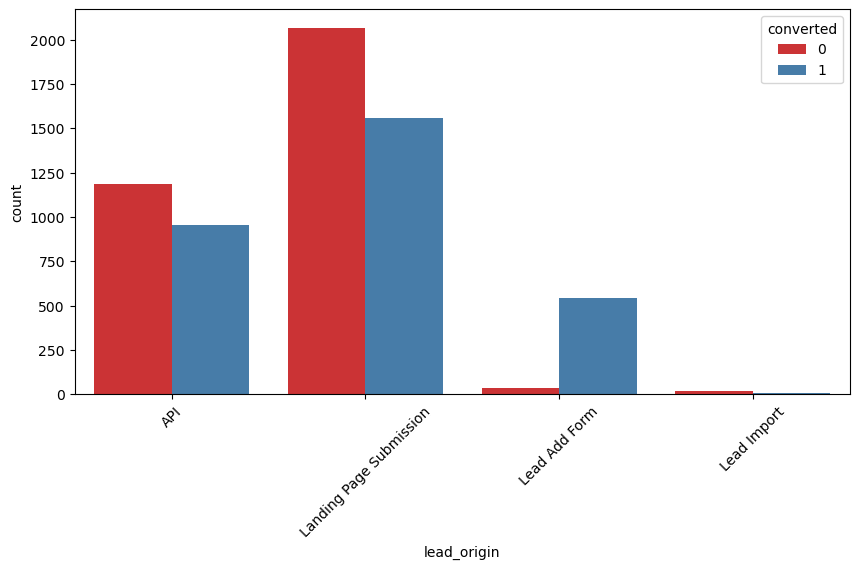 converted
0
1
count
2000
1750
1500
1250
1000
750
500
250
0
API
Landing Page Submission
Lead Add Form
Lead Import
lead_origin